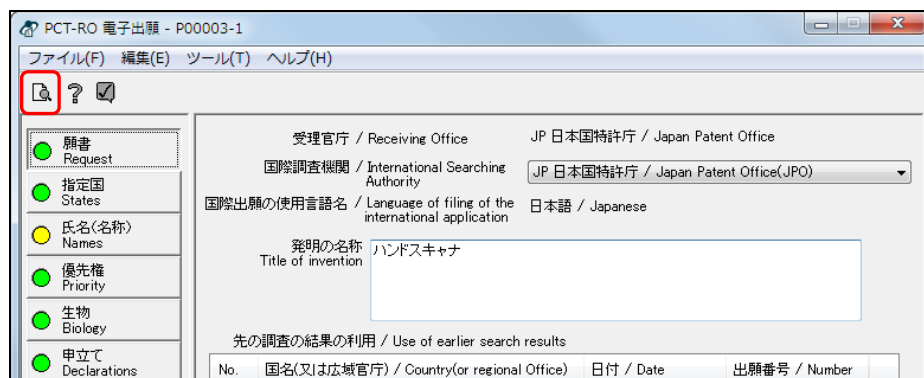 PCT-RO 電子出願 - P00003-1
ファイル(F) 編集(E) ツール(T) ヘルプ(H)
願書
Request
指定国
States
氏名(名称)
Names
優先権
Priority
生物
Biology
申立て
Declarations
受理官庁 / Receiving Office JP 日本国特許庁 / Japan Patent Office
国際調査機関 / International Searching
Authority
JP 日本国特許庁 / Japan Patent Office(JPO)
国際出願の使用言語名 / Language of filing of the
international application
日本語 / Japanese
発明の名称
Title of invention
ハンドスキャナ
先の調査の結果の利用 / Use of earlier search results
No. 国名(又は広域官庁) / Country(or regional Office) 日付 / Date 出願番号 / Number